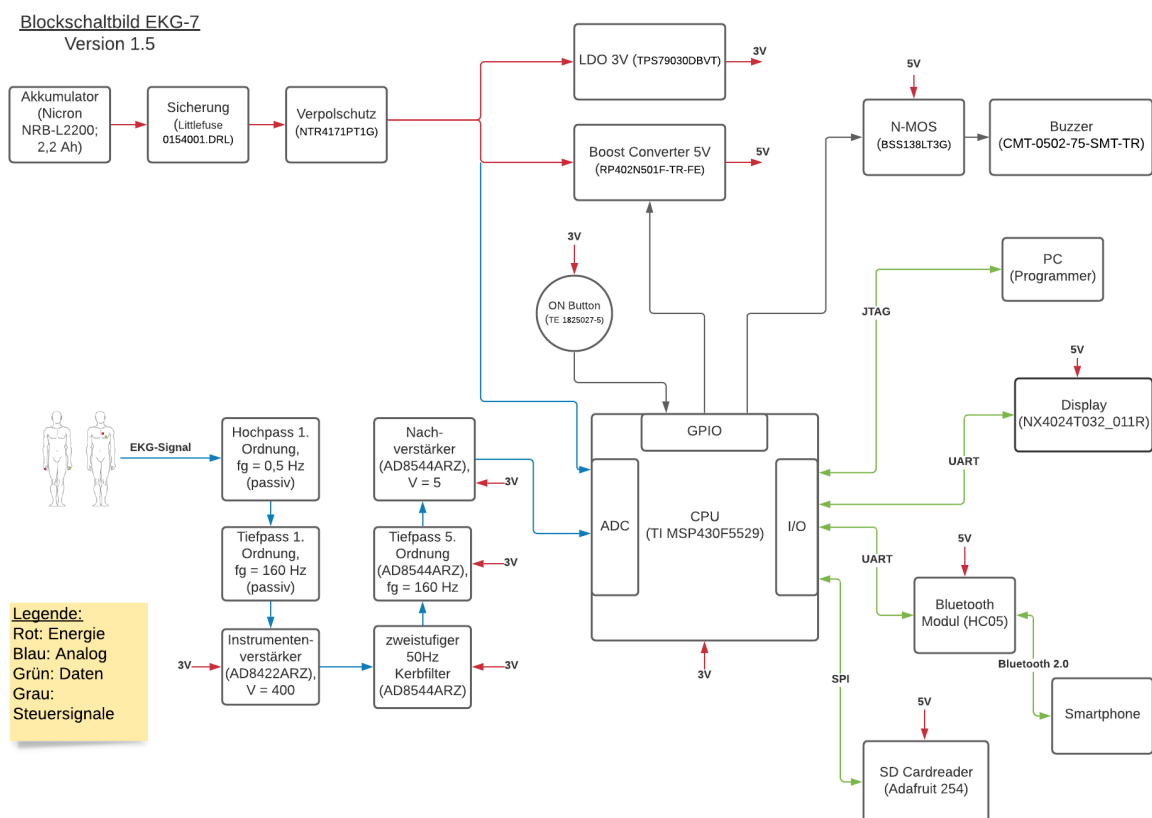 Blockschaltbild EKG-7
Version 1.5
Akkumulator
(Nicron
NRB-L2200;
2,2 Ah)
Sicherung
(Littlefuse
0154001.DRL)
Verpolschutz
(NTR4171PT1G)
LDO 3V (TPS79030DBVT)
3V
Boost Converter 5V
(RP402N501F-TR-FE)
5V
5V
N-MOS
(BSS138LT3G)
Buzzer
(CMT-0502-75-SMT-TR)
3V
ON Button
(TE 1825027-5)
PC
(Programmer)
JTAG
5V
Display
(NX4024T032_011R)
UART
EKG-Signal
Hochpass 1.
Ordnung,
fg = 0,5 Hz
(passiv)
Nach-
verstärker
(AD8544ARZ),
V = 5
3V
GPIO
ADC
CPU
(TI MSP430F5529)
I/O
3V
Tiefpass 1.
Ordnung,
fg = 160 Hz
(passiv)
Tiefpass 5.
Ordnung
(AD8544ARZ),
fg = 160 Hz
3V
UART
5V
Bluetooth
Modul (HC05)
Bluetooth 2.0
Smartphone
Legende:
Rot: Energie
Blau: Analog
Grün: Daten
Grau:
Steuersignale
3V
Instrumenten-
verstärker
(AD8422ARZ),
V = 400
zweistufiger
50Hz
Kerbfilter
(AD8544ARZ)
3V
SPI
5V
SD Cardreader
(Adafruit 254)